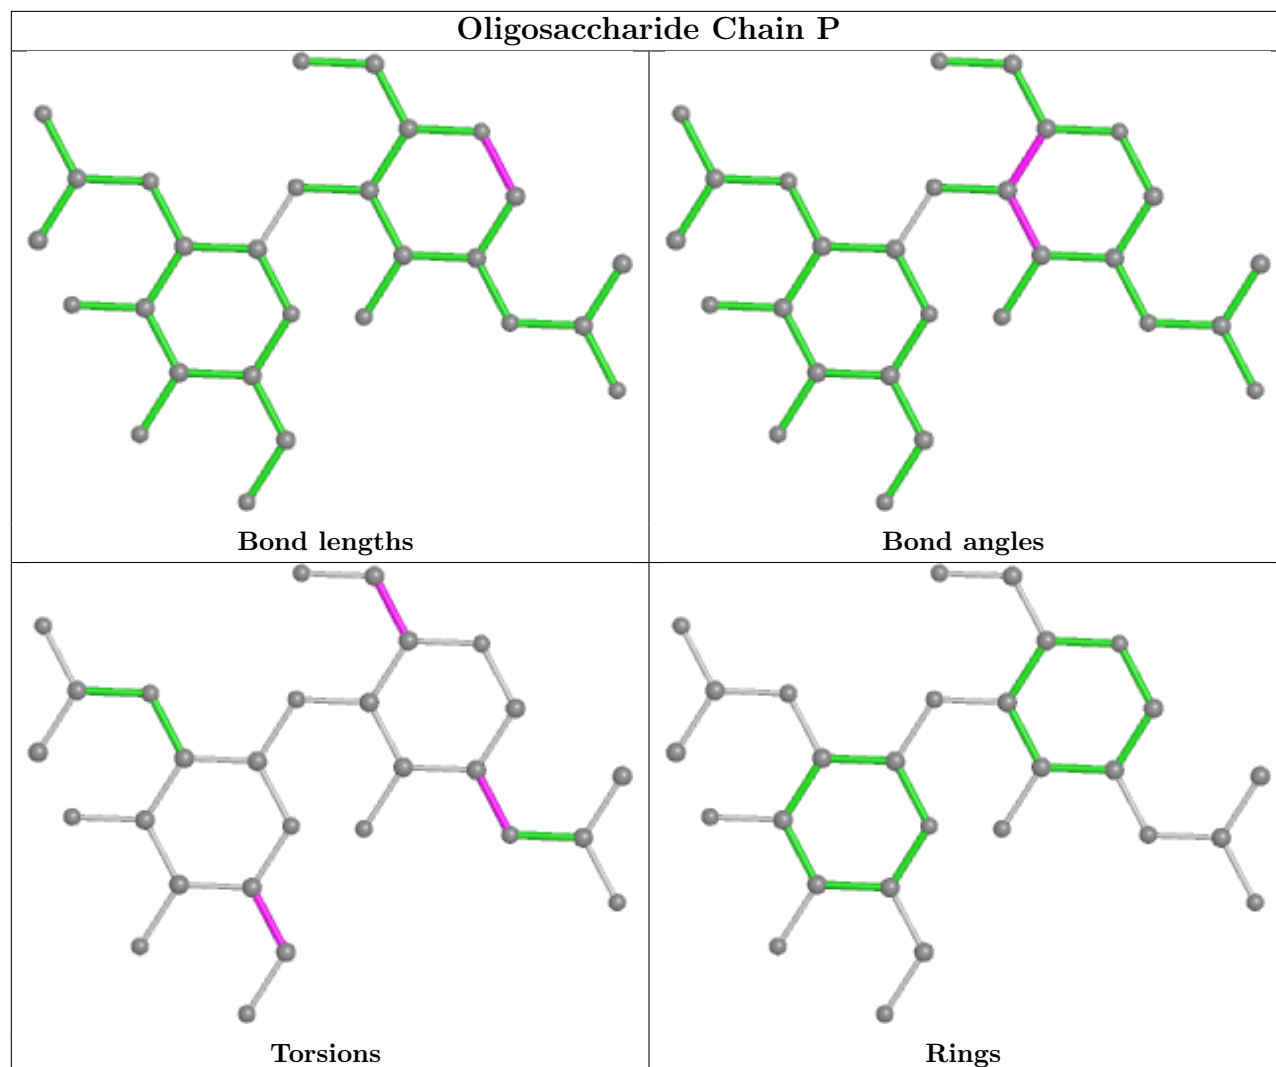 Oligosaccharide Chain P
Bond lengths
Bond angles
Torsions
Rings